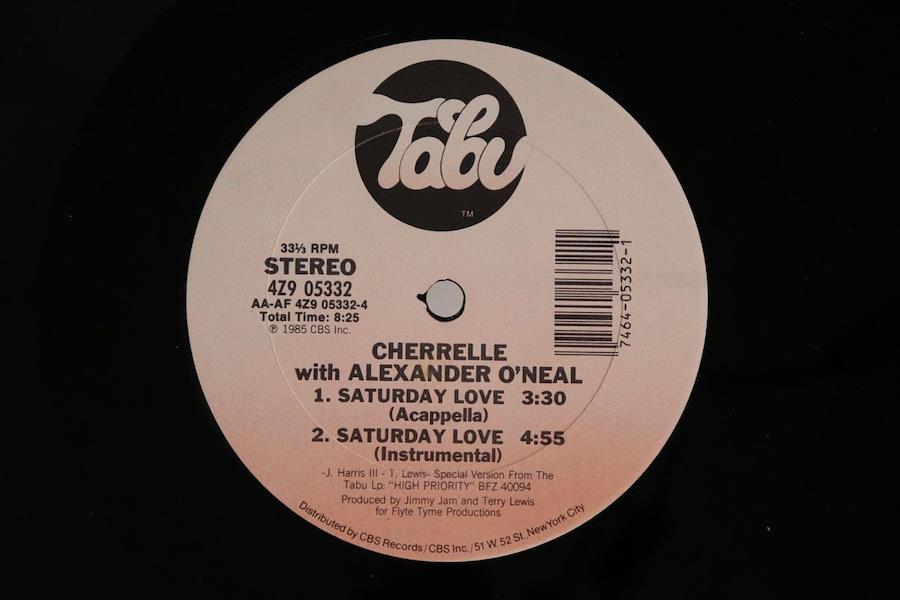 Tabu
TM
33⅓ RPM
STEREO
4Z9 05332
AA-AF 4Z9 05332-4
Total Time: 8:25
℗ 1985 CBS Inc.
7464-05332-1
CHERRELLE
with ALEXANDER O'NEAL
1. SATURDAY LOVE 3:30
(Acappella)
2. SATURDAY LOVE 4:55
(Instrumental)
-J. Harris III - T. Lewis- Special Version From The
Tabu Lp: "HIGH PRIORITY" BFZ 40094
Produced by Jimmy Jam and Terry Lewis
for Flyte Tyme Productions
Distributed by CBS Records/CBS Inc./51 W. 52 St., New York City